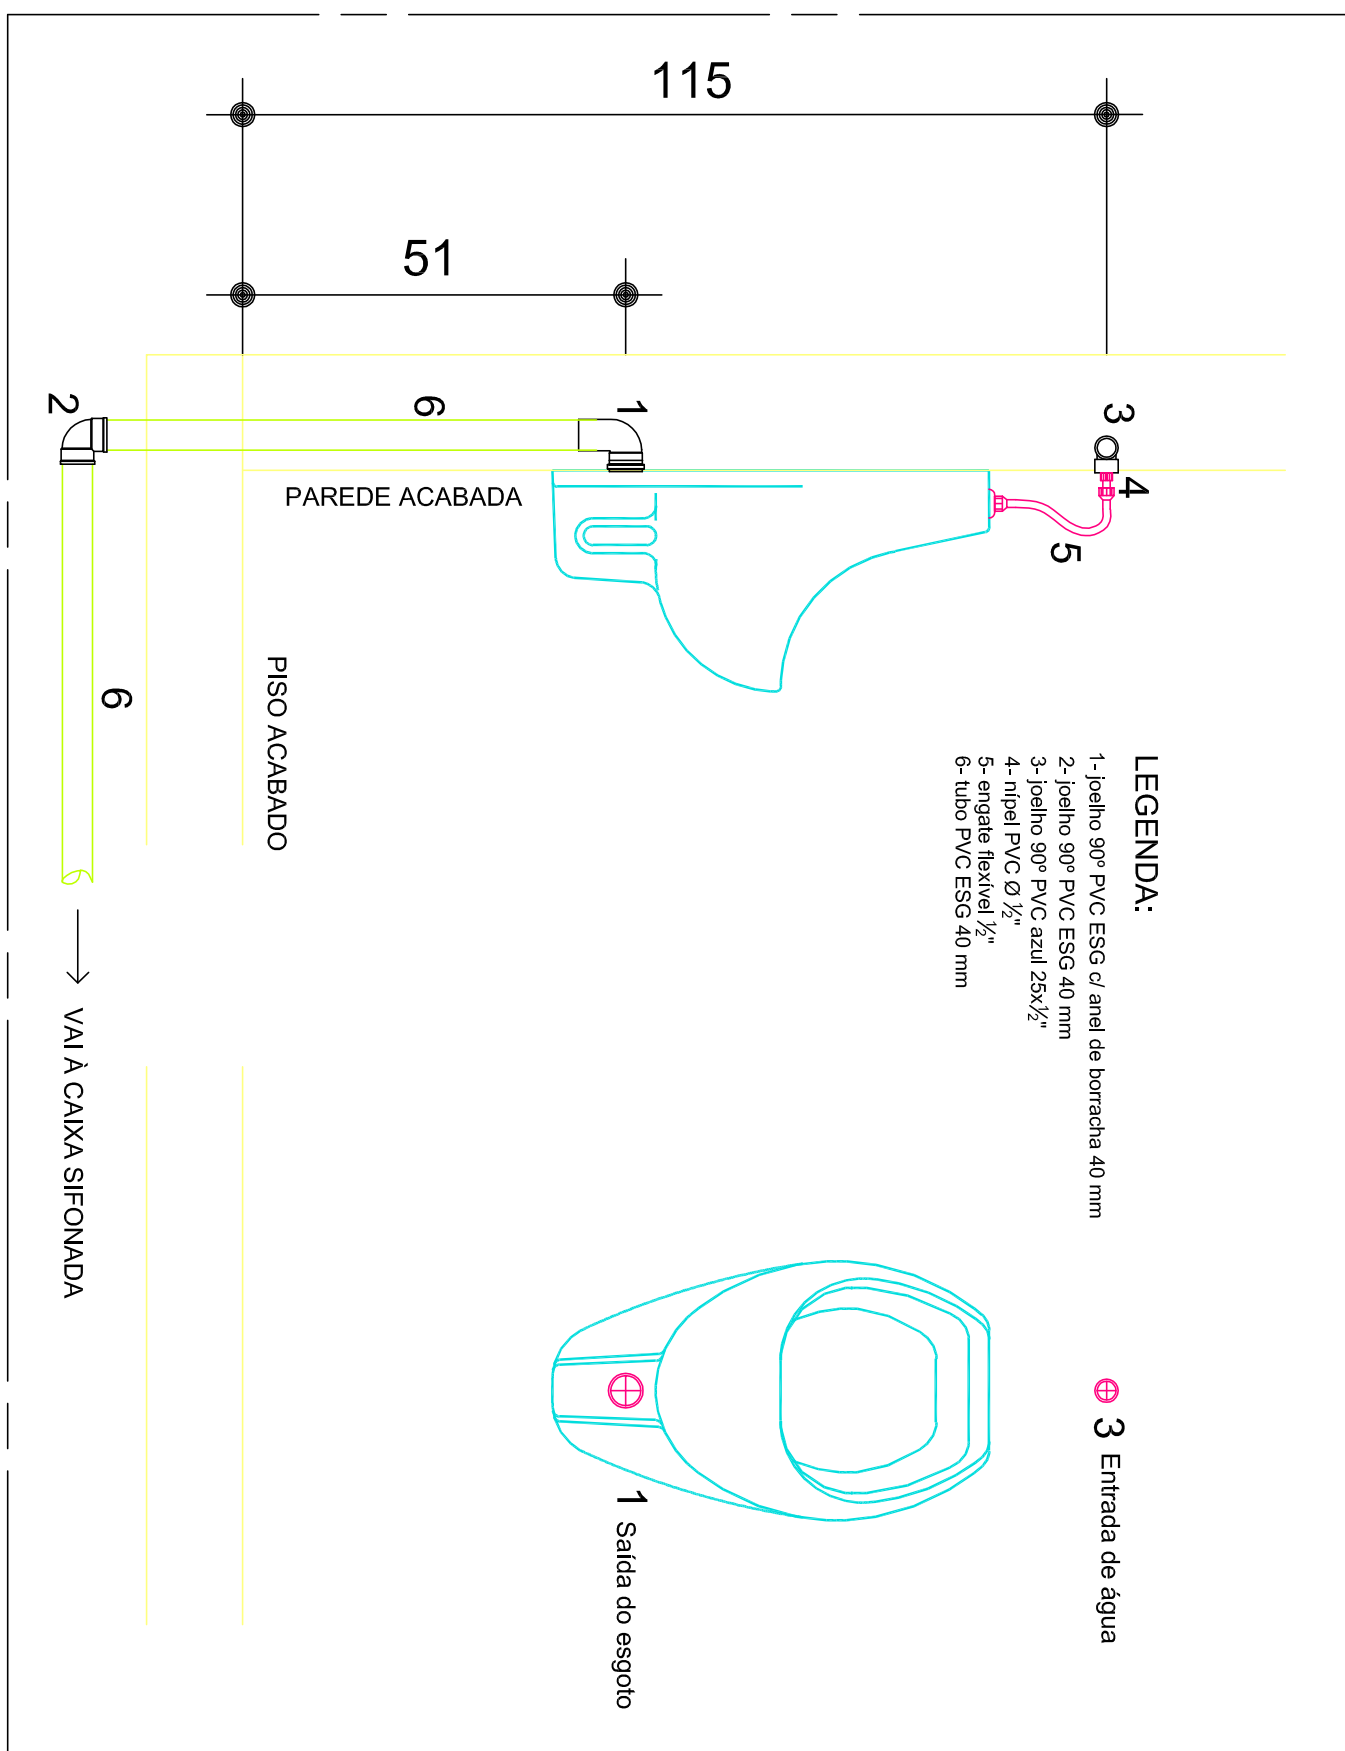 115
51
3
4
5
1
6
2
6
PAREDE ACABADA
PISO ACABADO
VAI À CAIXA SIFONADA
LEGENDA:
1- joelho 90º PVC ESG c/ anel de borracha 40 mm
2- joelho 90º PVC ESG 40 mm
3- joelho 90º PVC azul 25x½"
4- nípel PVC Ø ½"
5- engate flexível ½"
6- tubo PVC ESG 40 mm
3 Entrada de água
1 Saída do esgoto